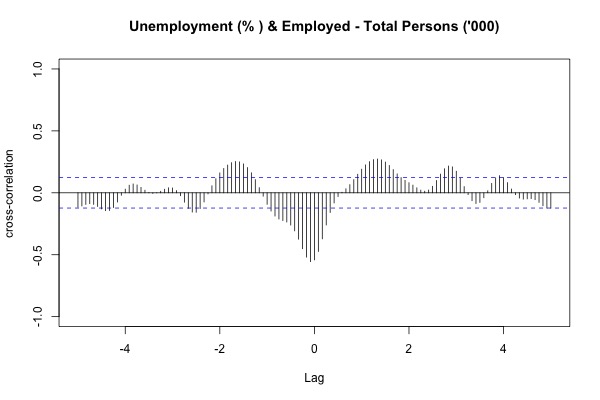 Unemployment (% ) & Employed - Total Persons ('000)
1.0
0.5
0.0
-0.5
-1.0
cross-correlation
-4 -2 0 2 4
Lag